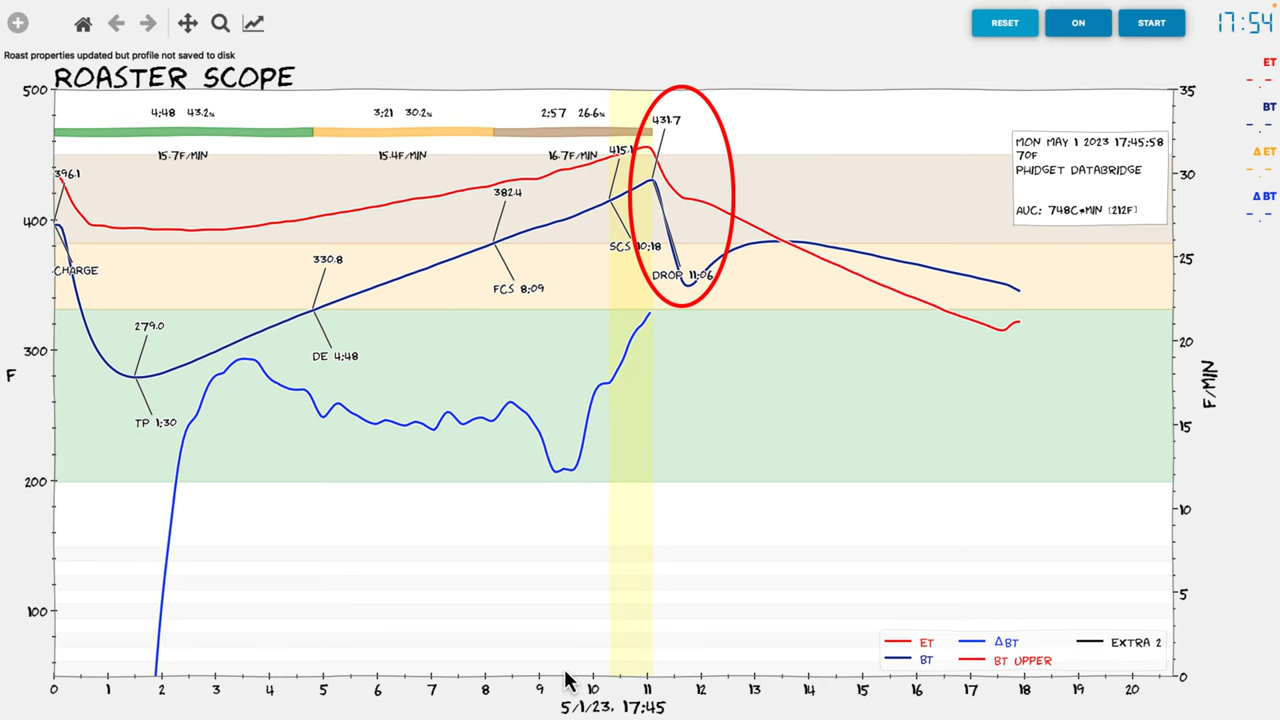 RESET ON START 17:54
Roast properties updated but profile not saved to disk
ROASTER SCOPE
ET
- -. -
BT
- -. -
Δ ET
- -. -
Δ BT
- -. -
500 35
4:48 43.2% 3:21 30.2% 2:57 26.6% 431.7
15.7F/MIN 15.4F/MIN 16.7F/MIN 415.1
MON MAY 1 2023 17:45:58
70F
PHIDGET DATABRIDGE
AUC: 748C*MIN [212F]
396.1 30
382.4
400
SCS 10:18
CHARGE 330.8 25
FCS 8:09 DROP 11:06
279.0
300 DE 4:48 20
F F/MIN
TP 1:30 15
200
10
100 5
ET ΔBT EXTRA 2
BT BT UPPER
0
0 1 2 3 4 5 6 7 8 9 10 11 12 13 14 15 16 17 18 19 20
5/1/23, 17:45